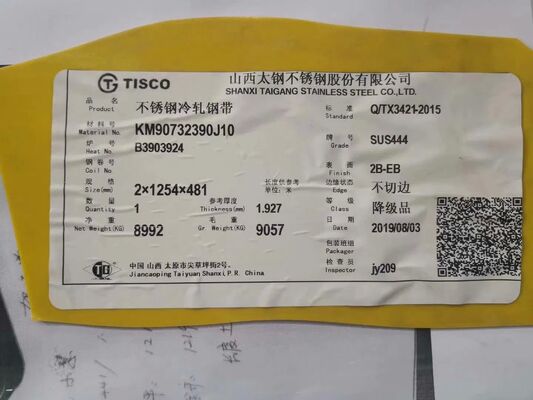 TISCO
山西太钢不锈钢股份有限公司
SHANXI TAIGANG STAINLESS STEEL CO.,LTD.
产品 不锈钢冷轧钢带 标准 Q/TX3421-2015
Product Standard
材料号 KM90732390J10 牌号 SUS444
Material No. Grade
炉号 B3903924
Heat No.
钢卷号 表面 2B-EB
Coil No Finish
规格 2×1254×481 长度供参考 边缘状态 不切边
Size(mm) 单位:米 Edge
数量 1 参考厚度 1.927 等级 降级品
Quantity Thickness(mm) Class
净重 8992 毛重 9057 日期 2019/08/03
Net Weight(KG) Gr Weight(KG) Date
包装班组
Packager
检查员 jy209
Inspector
中国 山西 太原市尖草坪街2号。
Jiancaoping Taiyuan Shanxi,P.R. China